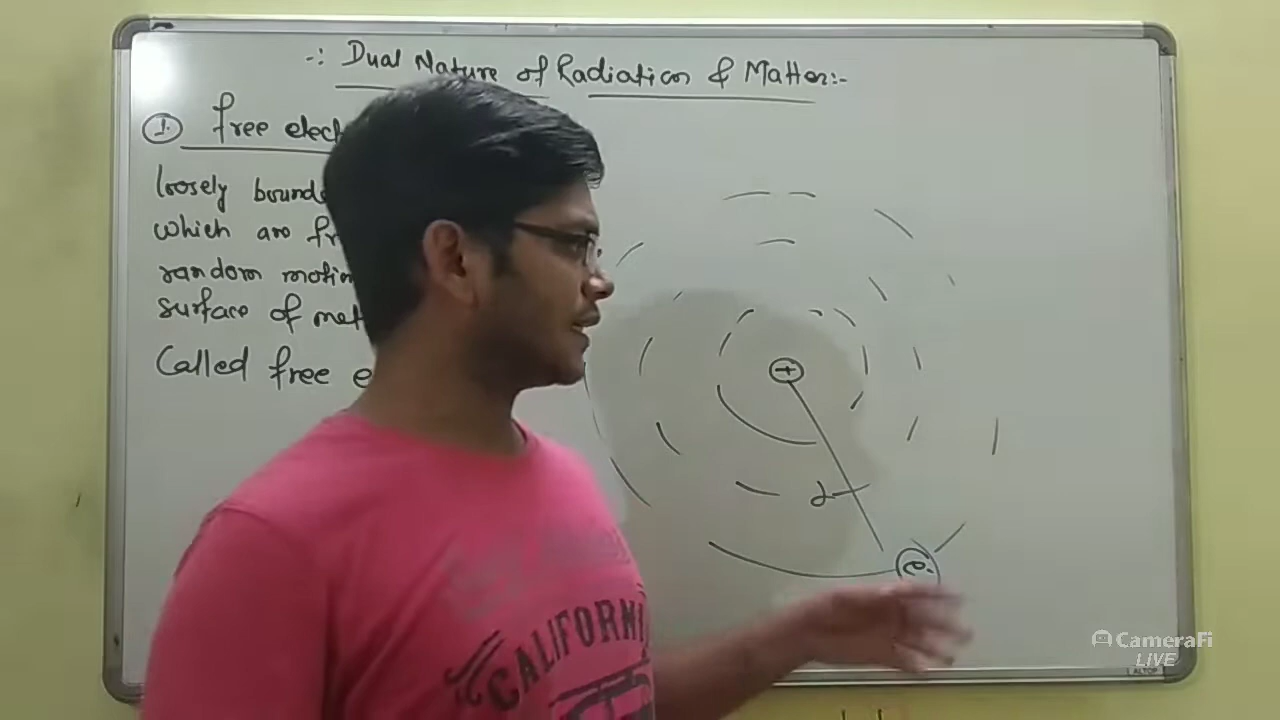 -: Dual Nature of Radiation & Matter:-
1. free elect
loosely bounde
which are fr
random motion
surface of met
Called free e
+
r
e-
CALIFORNI
CameraFi
LIVE